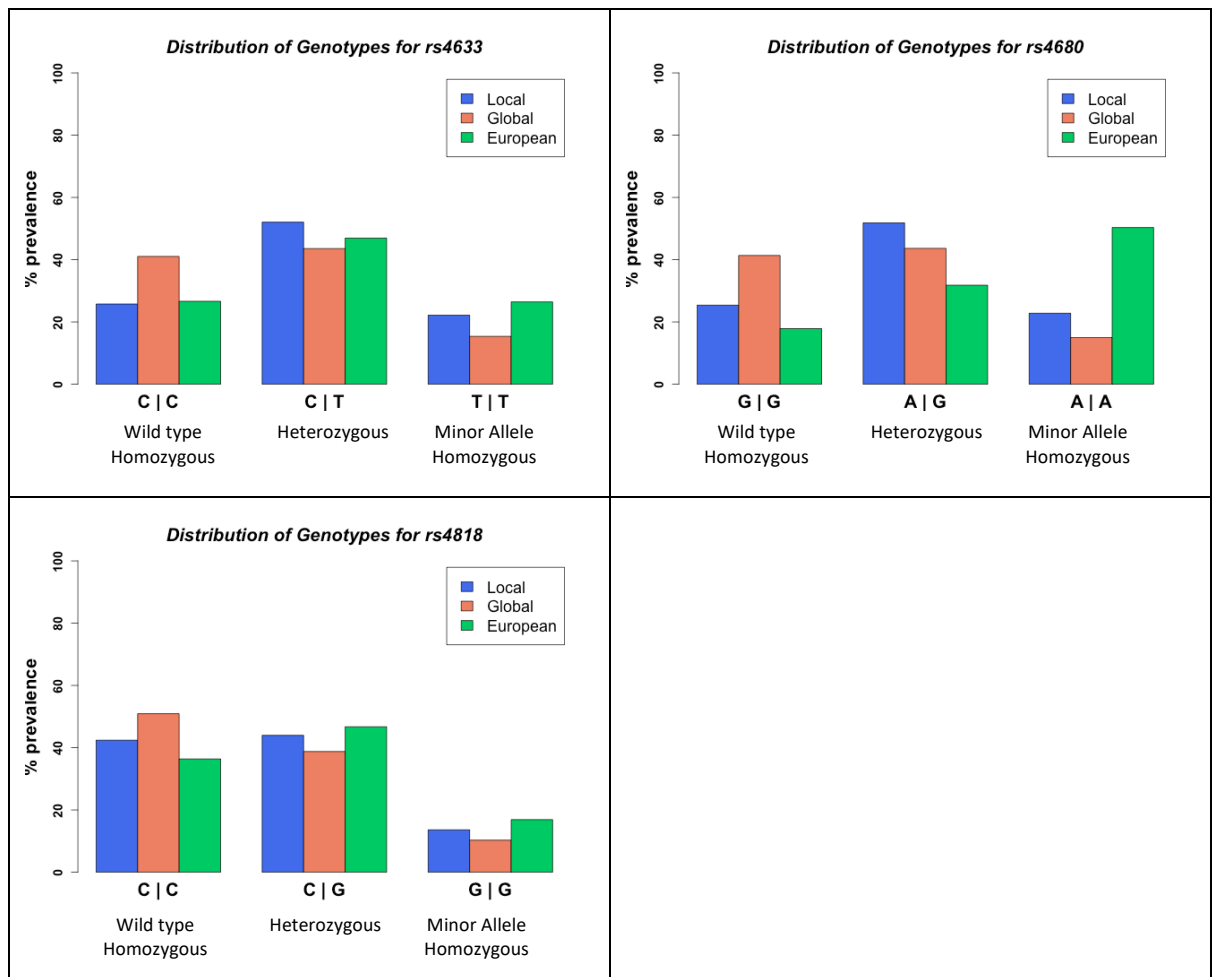 Distribution of Genotypes for rs4633
% prevalence
100
80
60
40
20
0
Local
Global
European
C | C
C | T
T | T
Wild type
Homozygous
Heterozygous
Minor Allele
Homozygous
Distribution of Genotypes for rs4680
% prevalence
100
80
60
40
20
0
Local
Global
European
G | G
A | G
A | A
Wild type
Homozygous
Heterozygous
Minor Allele
Homozygous
Distribution of Genotypes for rs4818
% prevalence
100
80
60
40
20
0
Local
Global
European
C | C
C | G
G | G
Wild type
Homozygous
Heterozygous
Minor Allele
Homozygous